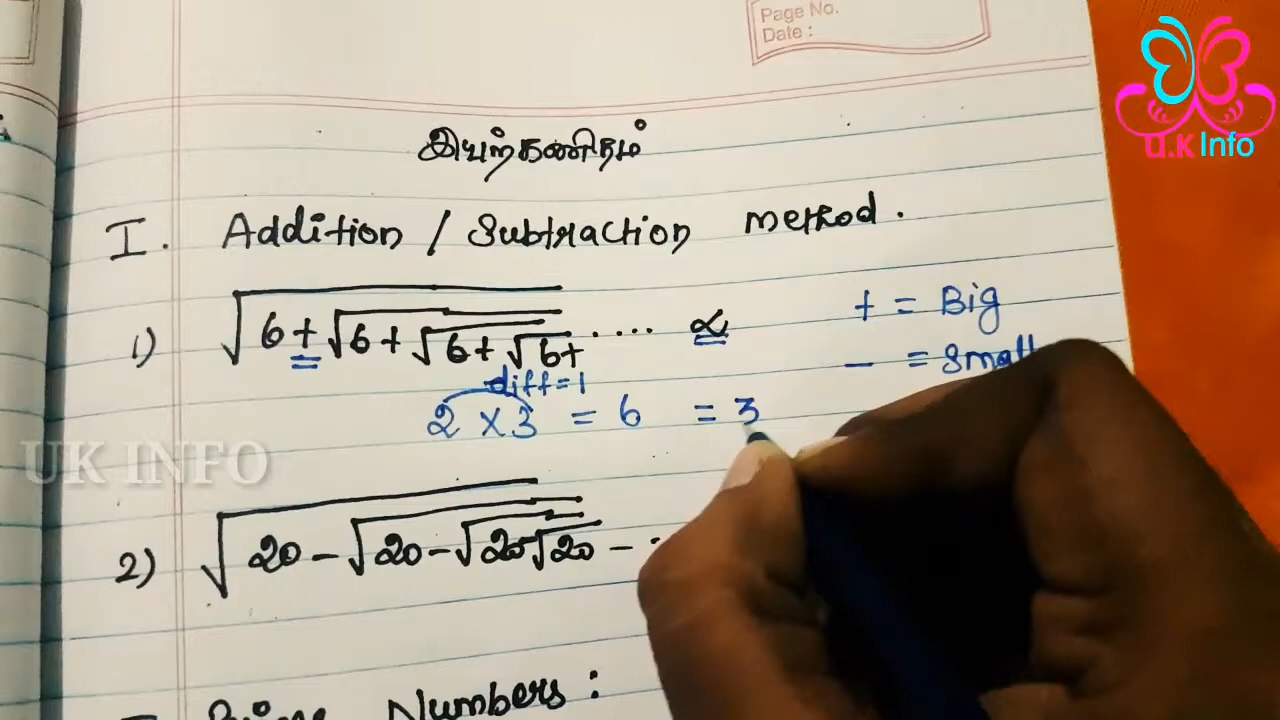 Page No.
Date :
U.K Info
இயற்கணிதம்
I. Addition / Subtraction method.
1) √6 + √6 + √6 + √6+ ..... ∝
+ = Big
- = Small
diff = 1
2 × 3 = 6 = 3
UK INFO
2) √20 - √20 - √20 √20 - .
Numbers :